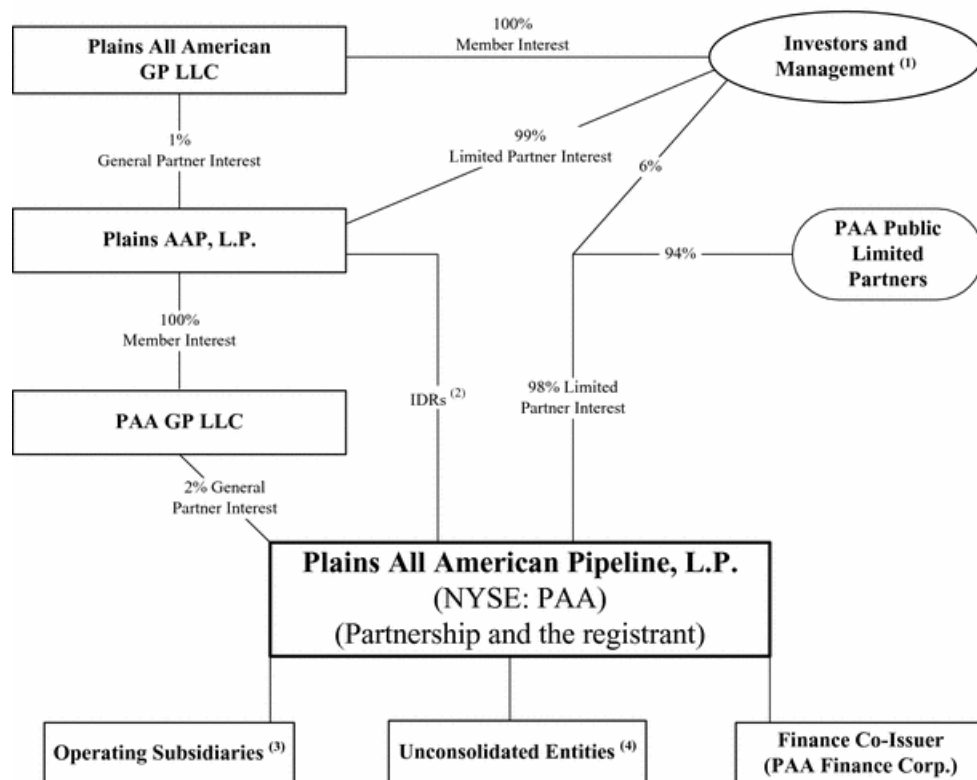 Plains All American
GP LLC
100%
Member Interest
Investors and
Management (1)
1%
General Partner Interest
99%
Limited Partner Interest
6%
Plains AAP, L.P.
94%
PAA Public
Limited
Partners
100%
Member Interest
IDRs (2)
98% Limited
Partner Interest
PAA GP LLC
2% General
Partner Interest
Plains All American Pipeline, L.P.
(NYSE: PAA)
(Partnership and the registrant)
Operating Subsidiaries (3)
Unconsolidated Entities (4)
Finance Co-Issuer
(PAA Finance Corp.)